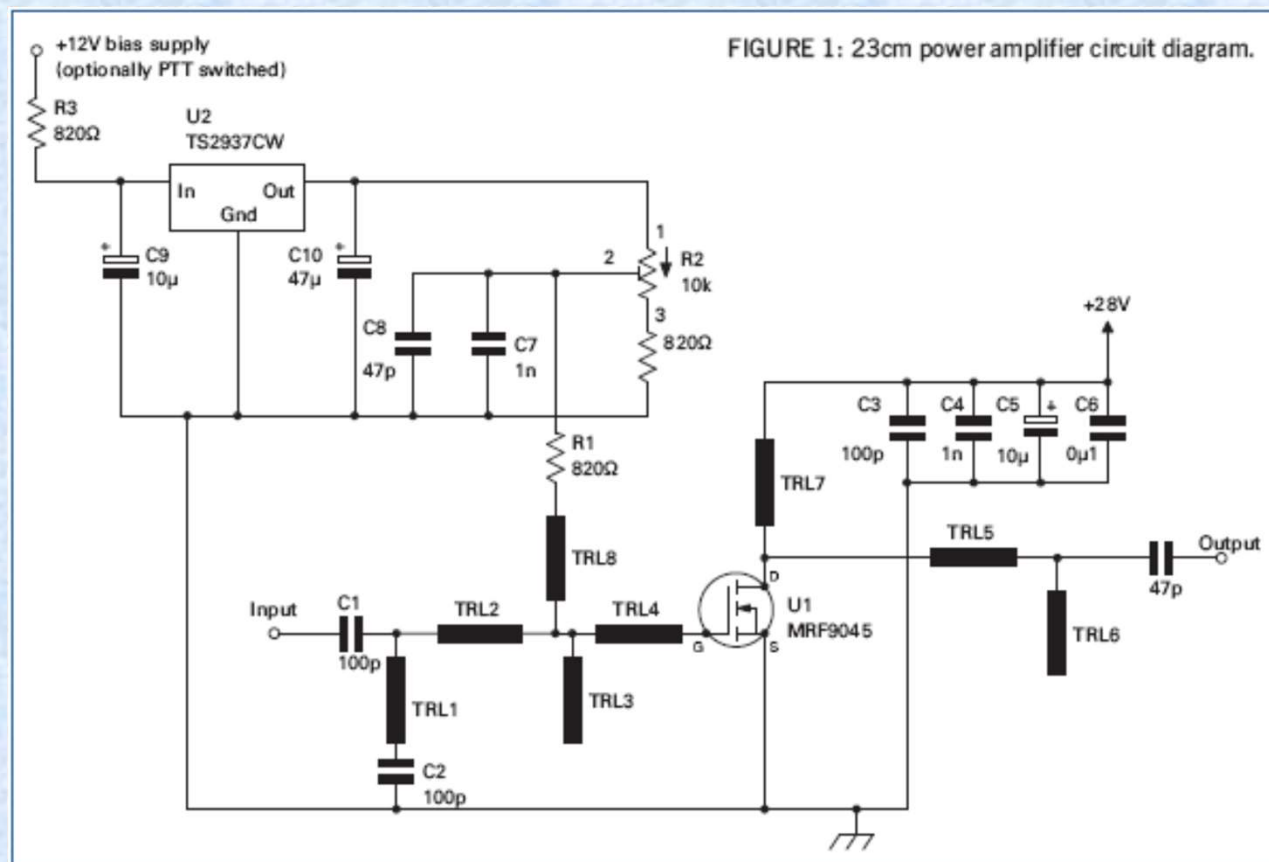 FIGURE 1: 23cm power amplifier circuit diagram.
+12V bias supply
(optionally PTT switched)
R3
820Ω
U2
TS2937CW
In
Out
Gnd
+
C9
10µ
+
C10
47µ
1
2
R2
10k
3
820Ω
C8
47p
C7
1n
R1
820Ω
+28V
C3
100p
C4
1n
C5
+
10µ
C6
0µ1
TRL7
TRL8
TRL5
Output
47p
TRL6
Input
C1
100p
TRL2
TRL4
G
D
S
U1
MRF9045
TRL1
TRL3
C2
100p